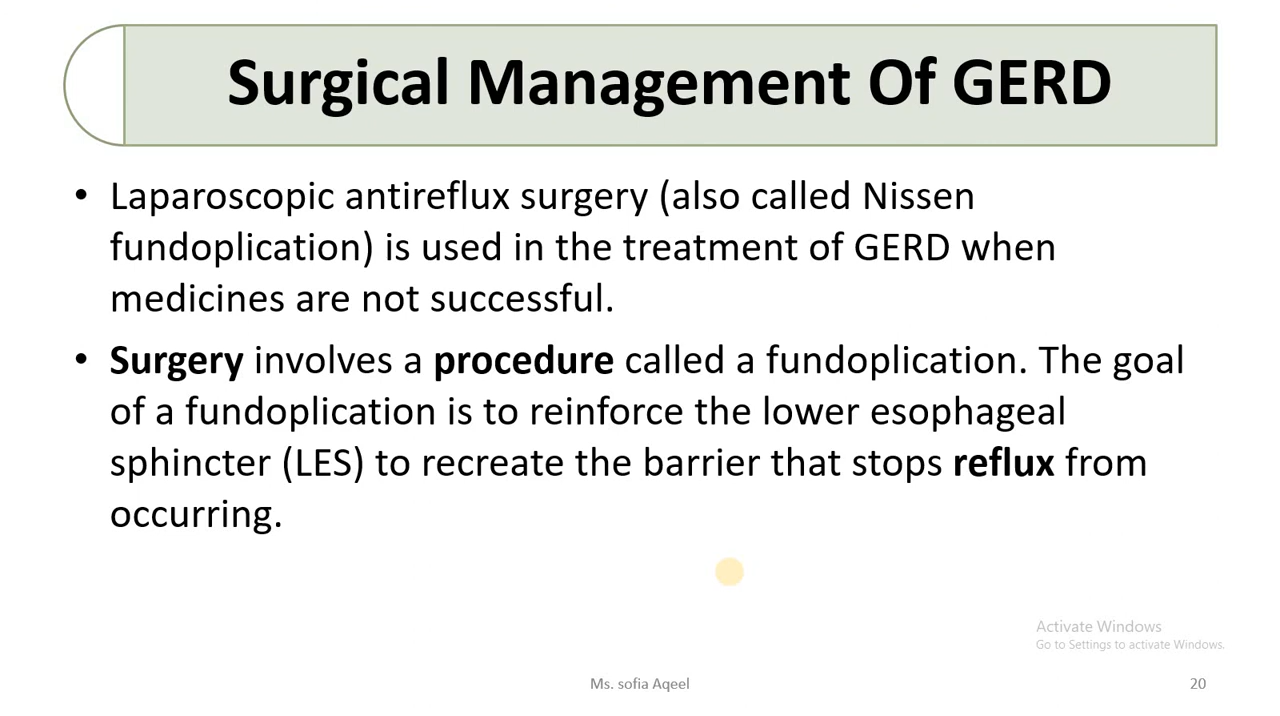 Surgical Management Of GERD
• Laparoscopic antireflux surgery (also called Nissen
fundoplication) is used in the treatment of GERD when
medicines are not successful.
• Surgery involves a procedure called a fundoplication. The goal
of a fundoplication is to reinforce the lower esophageal
sphincter (LES) to recreate the barrier that stops reflux from
occurring.
Activate Windows
Go to Settings to activate Windows.
Ms. sofia Aqeel
20